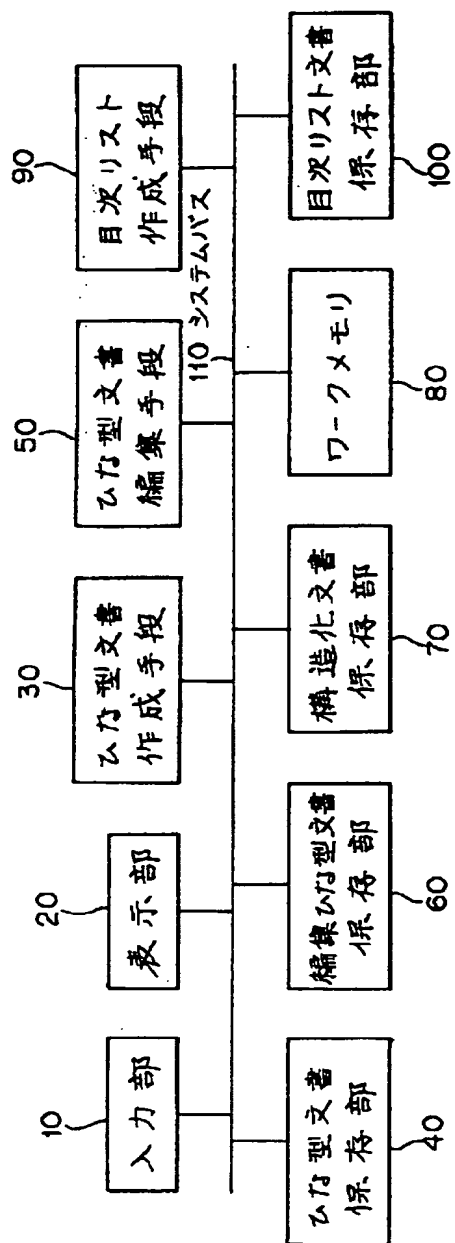 10
入力部
20
表示部
30
ひな型文書
作成手段
50
ひな型文書
編集手段
90
目次リスト
作成手段
110 システムバス
ひな型文書
保存部
40
編集ひな型文書
保存部
60
構造化文書
保存部
70
ワークメモリ
80
目次リスト文書
保存部
100